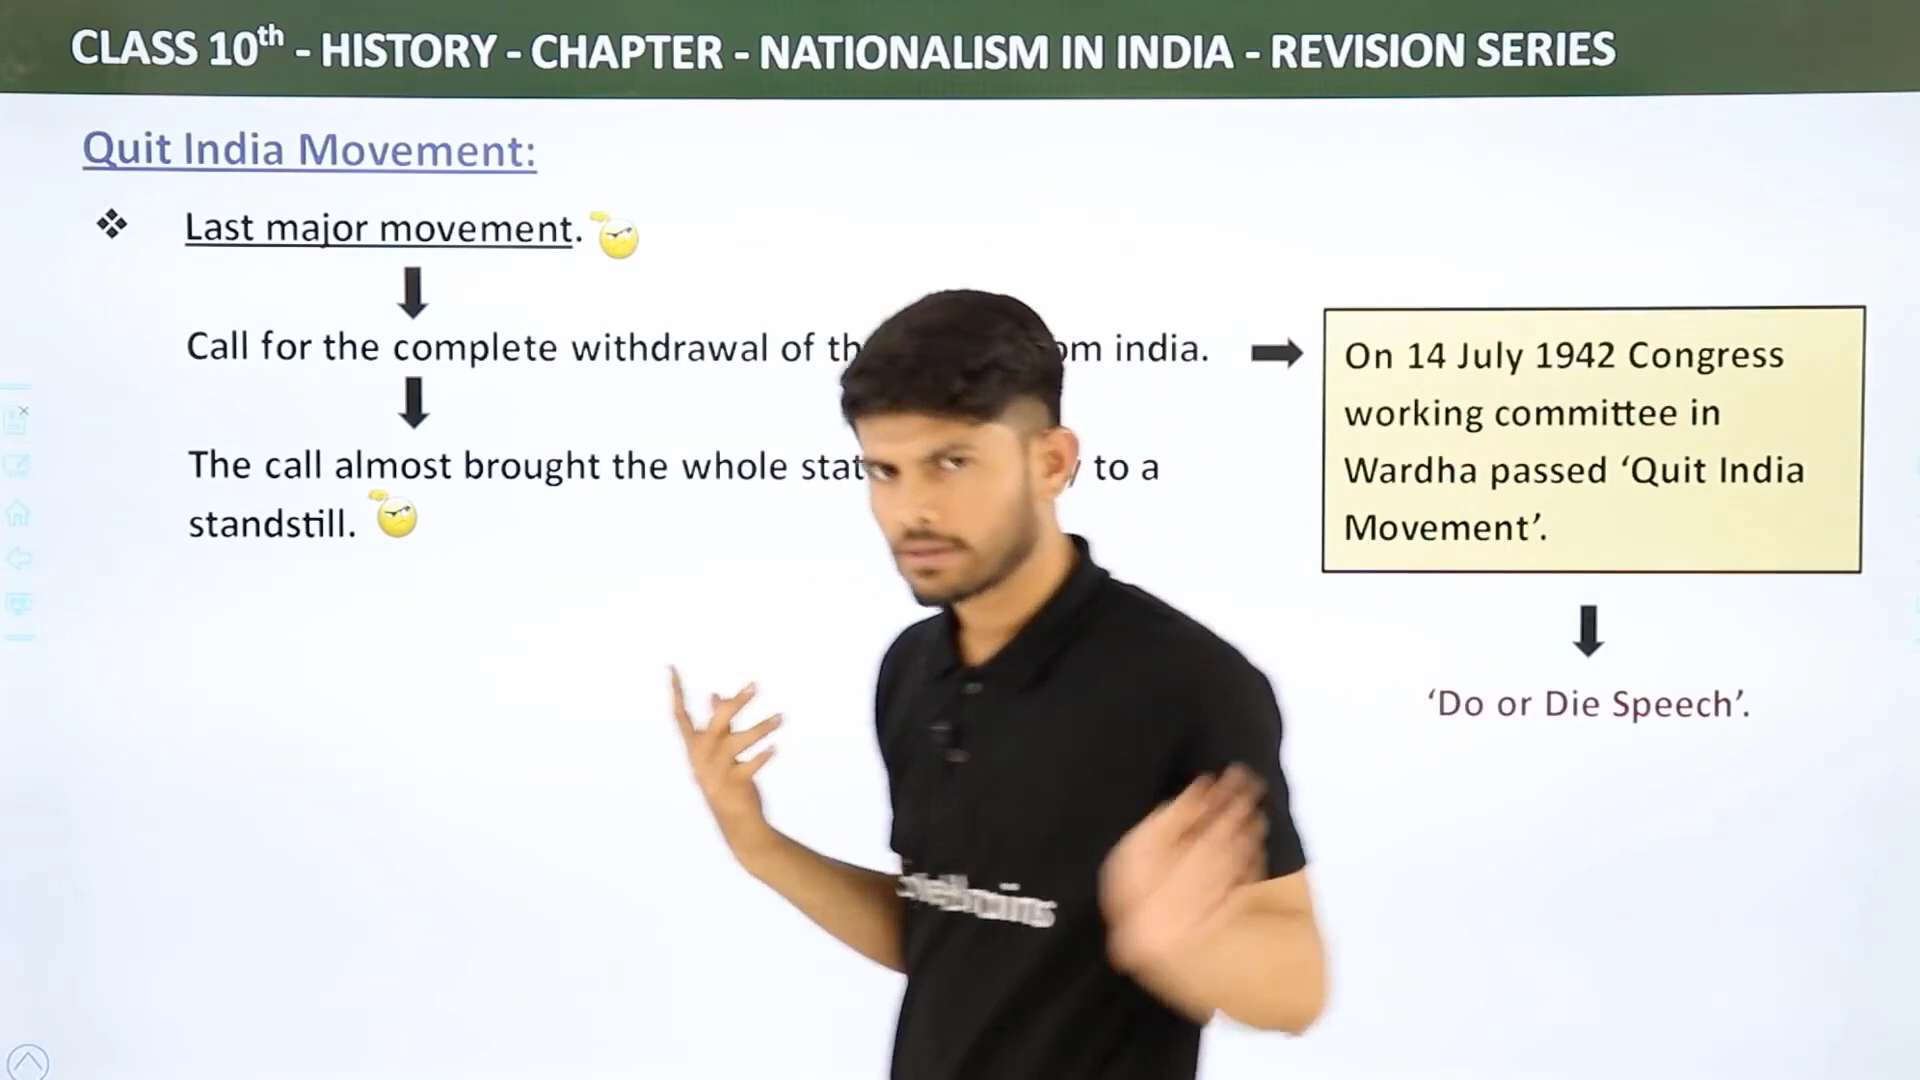 CLASS 10th - HISTORY - CHAPTER - NATIONALISM IN INDIA - REVISION SERIES
Quit India Movement:
❖ Last major movement.
Call for the complete withdrawal of th om india.
On 14 July 1942 Congress
working committee in
Wardha passed ‘Quit India
Movement’.
The call almost brought the whole stat to a
standstill.
‘Do or Die Speech’.